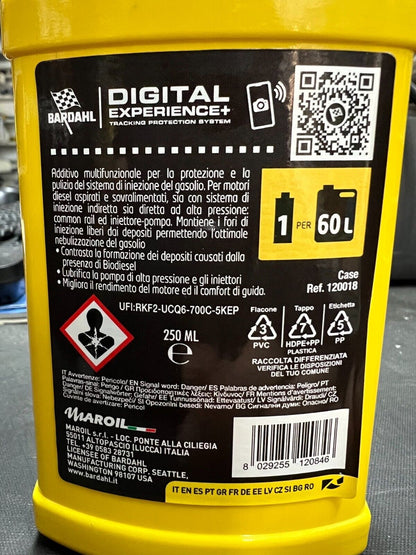 BARDAHL
DIGITAL
EXPERIENCE+
TRACKING PROTECTION SYSTEM
Additivo multifunzionale per la protezione e la
pulizia del sistema di iniezione del gasolio. Per motori
diesel aspirati e sovralimentati, sia con sistema di
iniezione indiretta sia diretta ad alta pressione:
common rail ed iniettore-pompa. Mantiene i fori di
iniezione liberi dai depositi permettendo l'ottimale
nebulizzazione del gasolio
• Contrasta la formazione dei depositi causati dalla
presenza di Biodiesel
• Lubrifica la pompa di alta pressione e gli iniettori
• Migliora il rendimento del motore ed il comfort di guida.
1 PER 60L
Case
Ref. 120018
UFI:RKF2-UCQ6-700C-5KEP
250 ML
℮
Flacone
3
PVC
Tappo
7
HDPE+PP
PLASTICA
Etichetta
5
PP
RACCOLTA DIFFERENZIATA
VERIFICA LE DISPOSIZIONI
DEL TUO COMUNE
IT Avvertenze: Pericolo/ EN Signal word: Danger/ ES Palabras de advertencia: Peligro/ PT
Palavras-sinal: Perigo/ GR Προειδοποιητικές λέξεις: Κίνδυνος/ FR Mentions d'avertissement:
Danger/ DE Signalwörter: Gefahr/ EE Tunnussõnad: Ettevaatust/ LV Signālvārdi: Draudi/ CZ
Signální slova: Nebezpečí/ SI Opozorilni besedi: Nevarno/ BG Сигнални думи: Опасно/ RO
Cuvinte de avertizare: Pericol
MAROIL
MAROIL s.r.l. - LOC. PONTE ALLA CILIEGIA
55011 ALTOPASCIO (LUCCA) ITALIA
TEL. +39 0583 28731
LICENSEE OF BARDAHL
MANUFACTURING CORP. SEATTLE,
WASHINGTON 98107 USA
www.bardahl.it
8 029255 120846
IT EN ES PT GR FR DE EE LV CZ SI BG RO